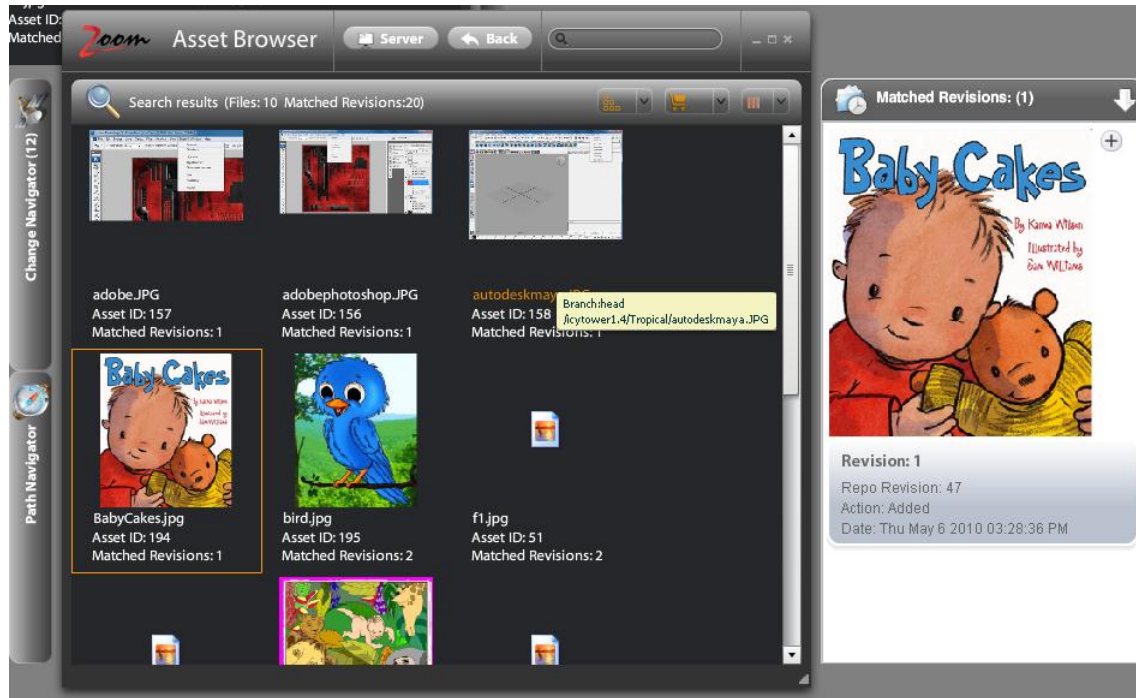 Asset ID:
Matched
Zoom Asset Browser Server Back
Search results (Files: 10 Matched Revisions:20)
Change Navigator (12)
Path Navigator
adobe.JPG
Asset ID: 157
Matched Revisions: 1
adobephotoshop.JPG
Asset ID: 156
Matched Revisions: 1
Asset ID: 158
Matched Revisions: 1
Branch:head
/icytower1.4/Tropical/autodeskmaya.JPG
Baby Cakes
BabyCakes.jpg
Asset ID: 194
Matched Revisions: 1
bird.jpg
Asset ID: 195
Matched Revisions: 2
f1.jpg
Asset ID: 51
Matched Revisions: 2
Matched Revisions: (1)
Baby Cakes
By Karma Wilson
Illustrated by
Sam Williams
Revision: 1
Repo Revision: 47
Action: Added
Date: Thu May 6 2010 03:28:36 PM